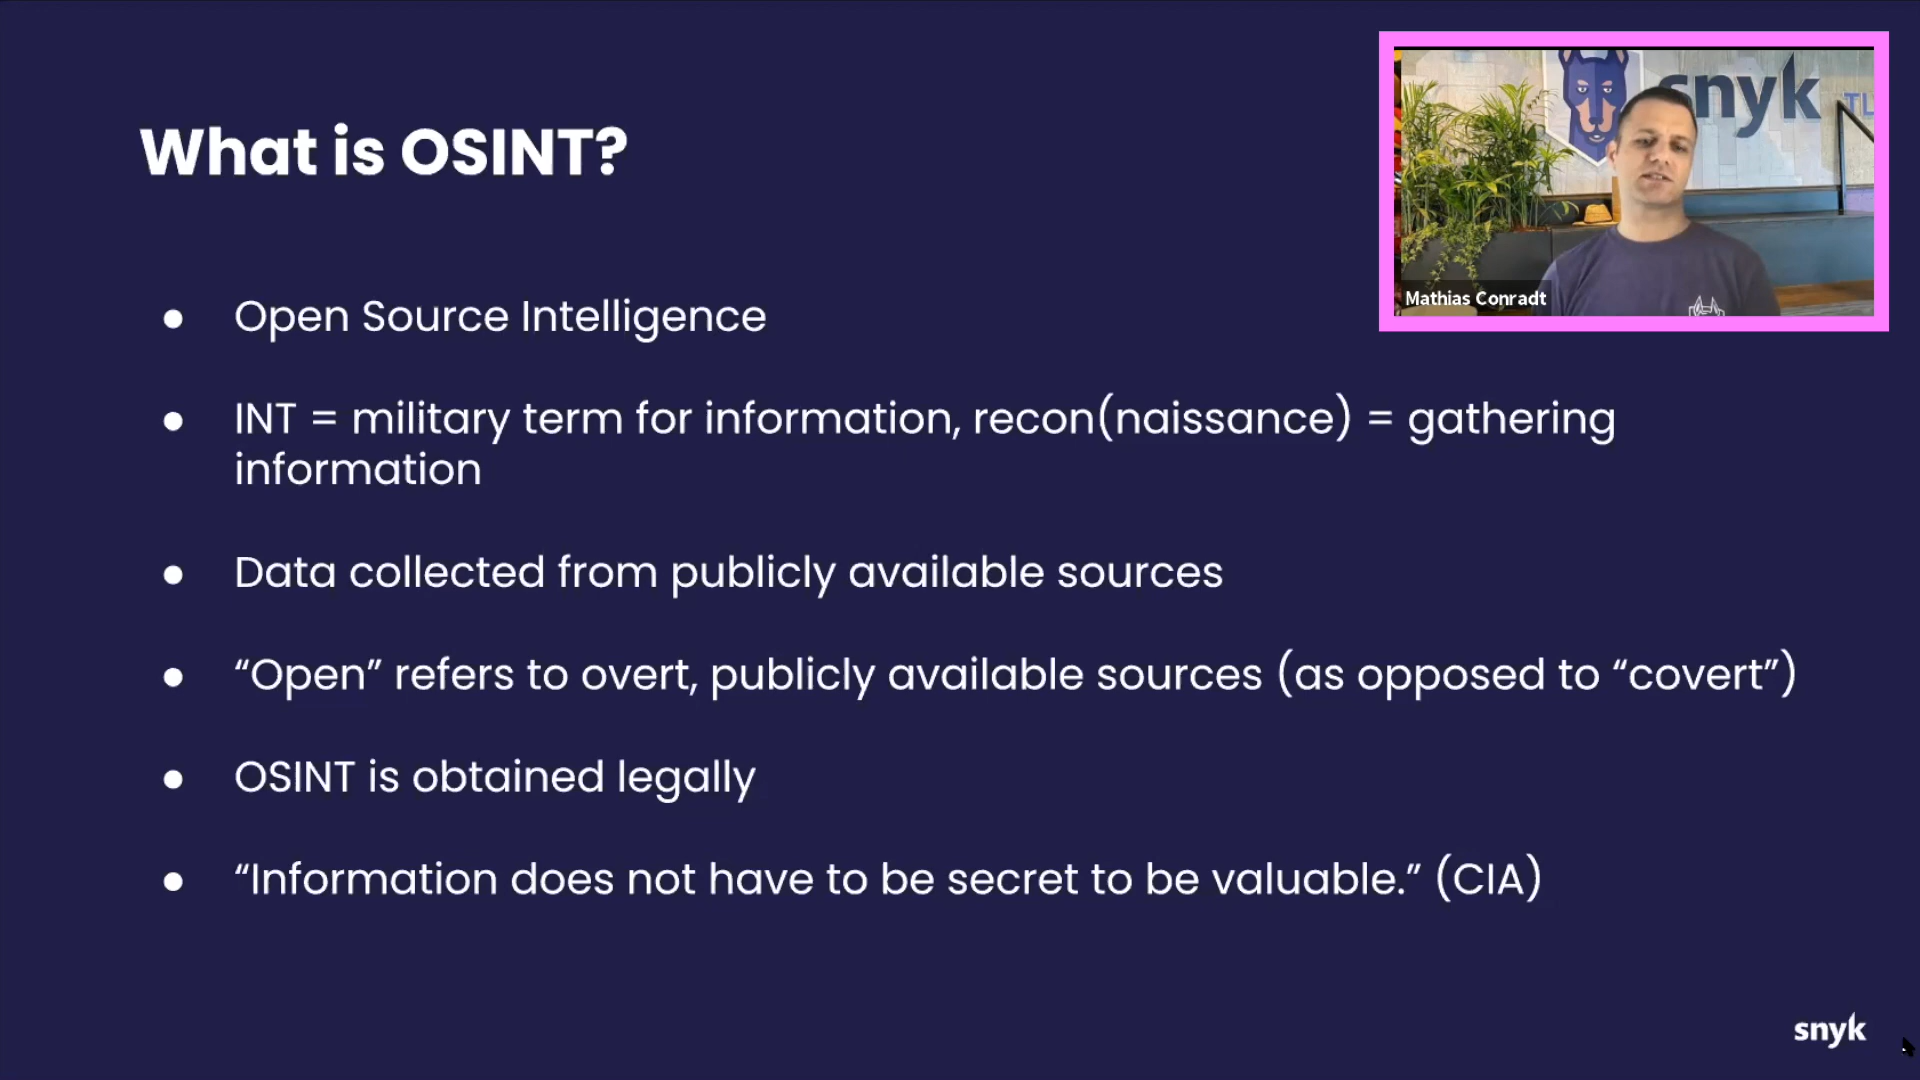 What is OSINT?
snyk
TL
Mathias Conradt
● Open Source Intelligence
● INT = military term for information, recon(naissance) = gathering
information
● Data collected from publicly available sources
● “Open” refers to overt, publicly available sources (as opposed to “covert”)
● OSINT is obtained legally
● “Information does not have to be secret to be valuable.” (CIA)
snyk